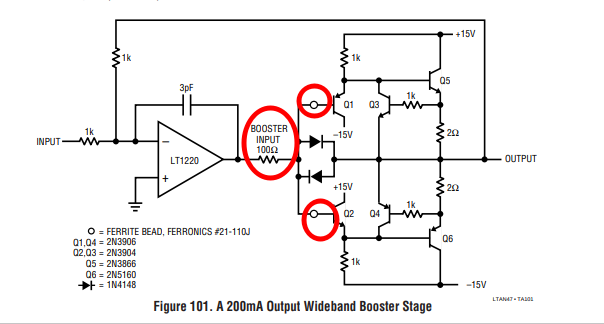 +15V
1k
1k
Q5
3pF
1k
Q1
Q3
2Ω
1k
BOOSTER
INPUT
100Ω
–15V
INPUT
–
LT1220
OUTPUT
+
+15V
2Ω
1k
Q2
Q4
Q6
= FERRITE BEAD, FERRONICS #21-110J
Q1,Q4 = 2N3906
Q2,Q3 = 2N3904
Q5 = 2N3866
Q6 = 2N5160
= 1N4148
1k
–15V
LTAN47 • TA101
Figure 101. A 200mA Output Wideband Booster Stage